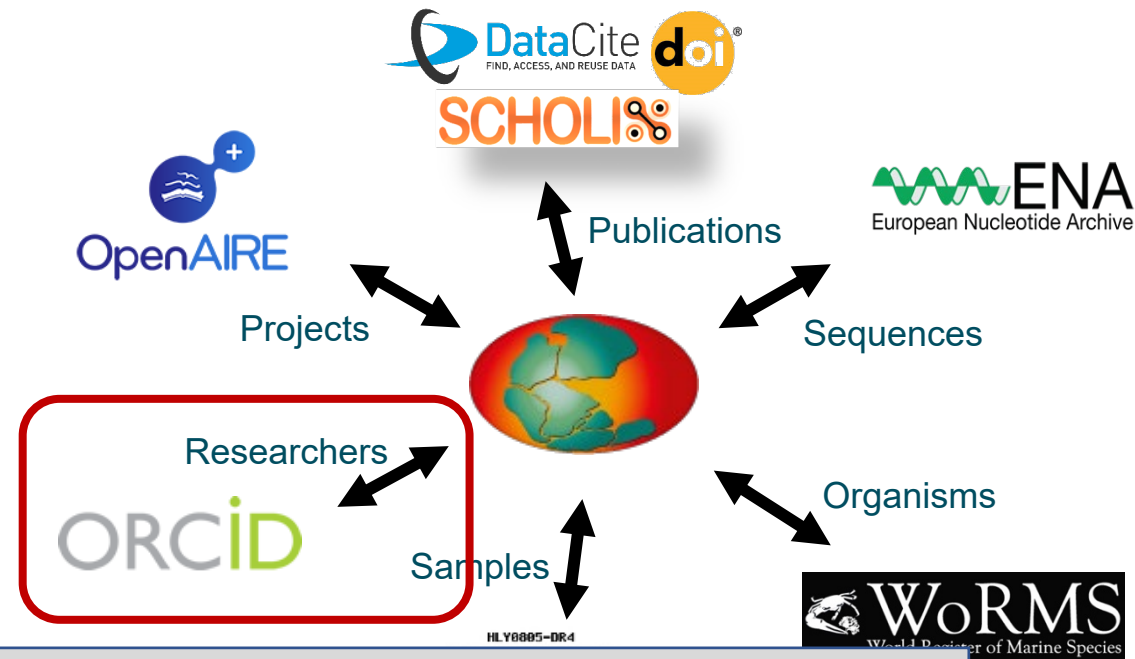 DataCite
FIND, ACCESS, AND REUSE DATA
doi®
SCHOLIX
OpenAIRE
ENA
European Nucleotide Archive
Publications
Projects
Sequences
Researchers
ORCiD
Organisms
Samples
HLY0805-DR4
WoRMS
World Register of Marine Species